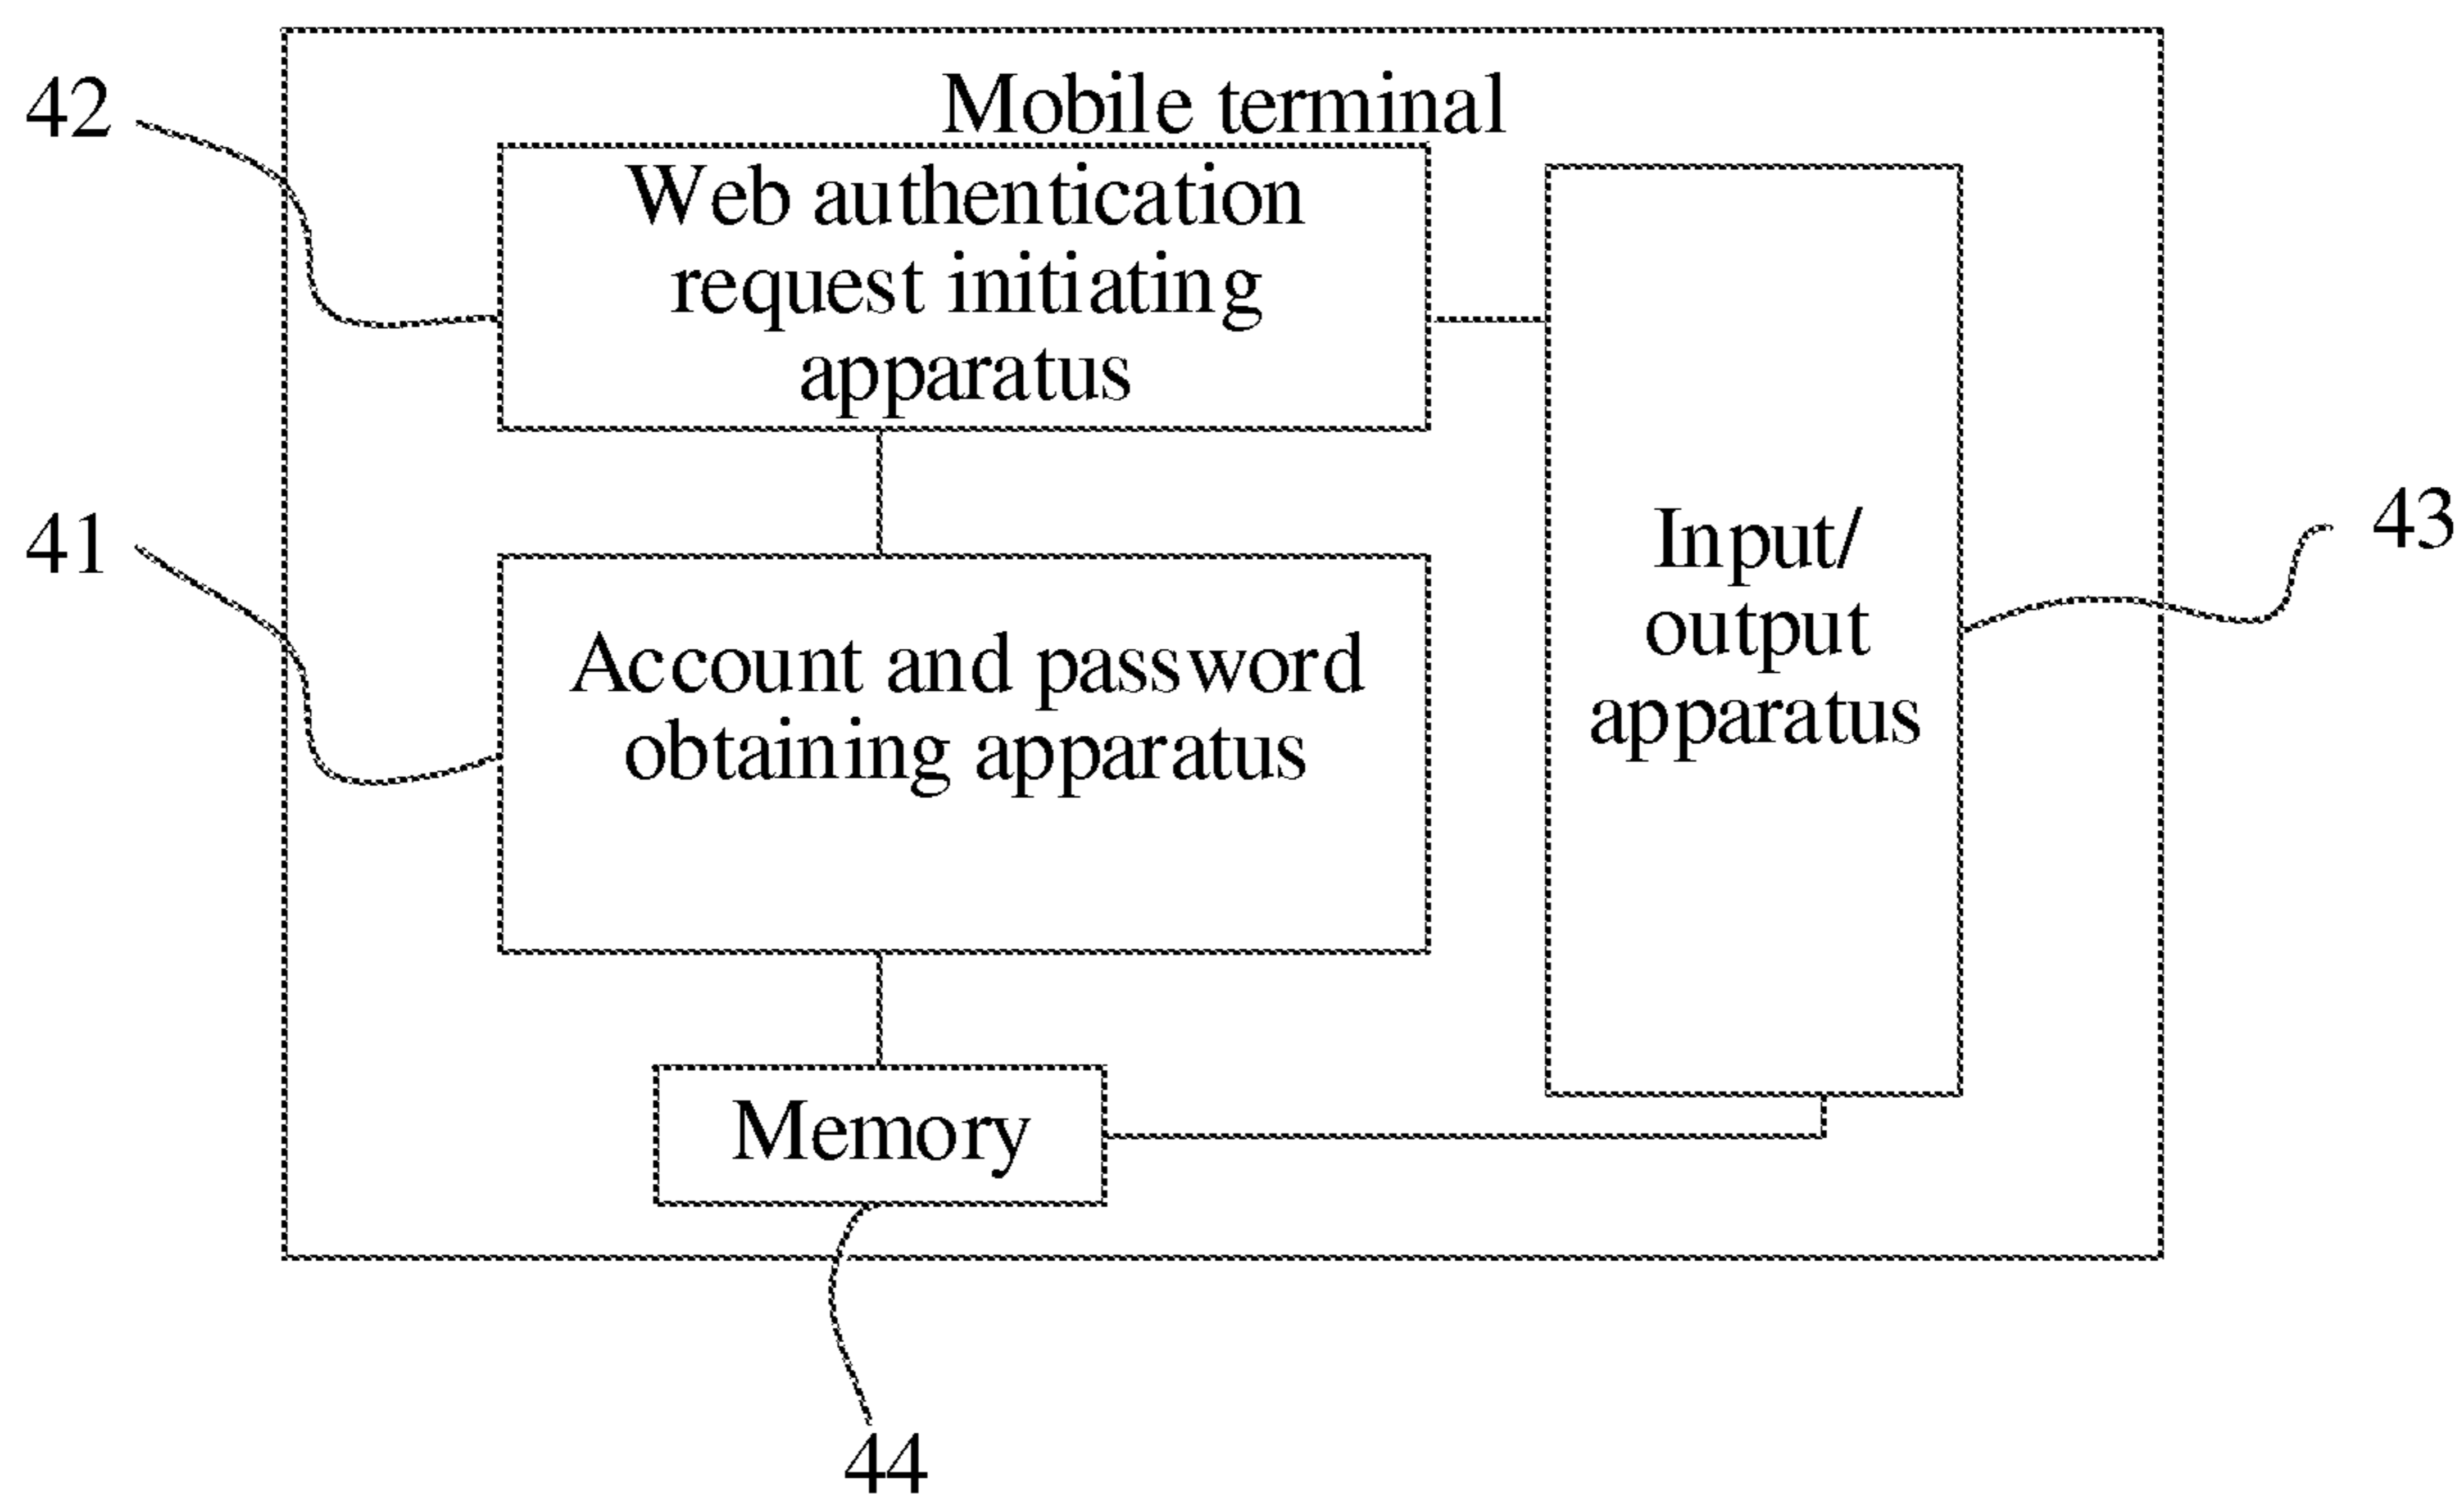 Mobile terminal
42
Web authentication
request initiating
apparatus
41
Account and password
obtaining apparatus
Input/
output
apparatus
43
Memory
44